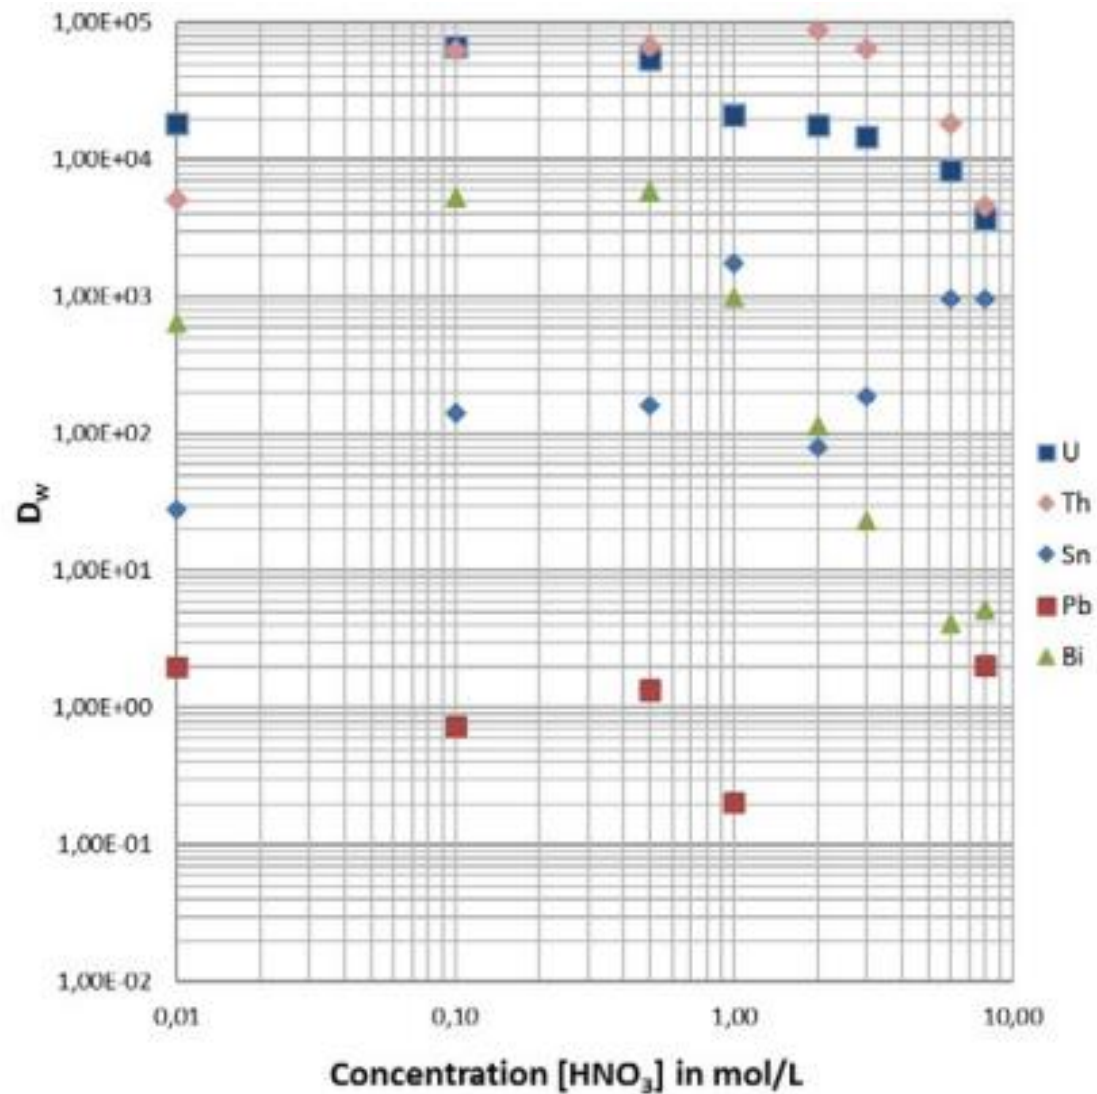 1,00E+05
1,00E+04
1,00E+03
1,00E+02
1,00E+01
1,00E+00
1,00E-01
1,00E-02
D_w
0,01 0,10 1,00 10,00
Concentration [HNO₃] in mol/L
U
Th
Sn
Pb
Bi